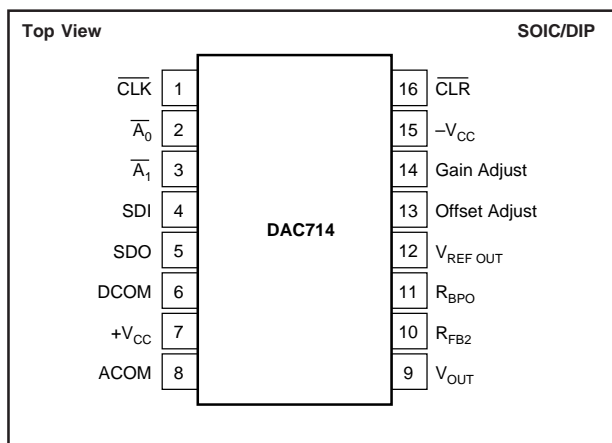 Top View SOIC/DIP
CLK 1 16 CLR
A0 2 15 –VCC
A1 3 14 Gain Adjust
SDI 4 13 Offset Adjust
DAC714
SDO 5 12 VREF OUT
DCOM 6 11 RBPO
+VCC 7 10 RFB2
ACOM 8 9 VOUT